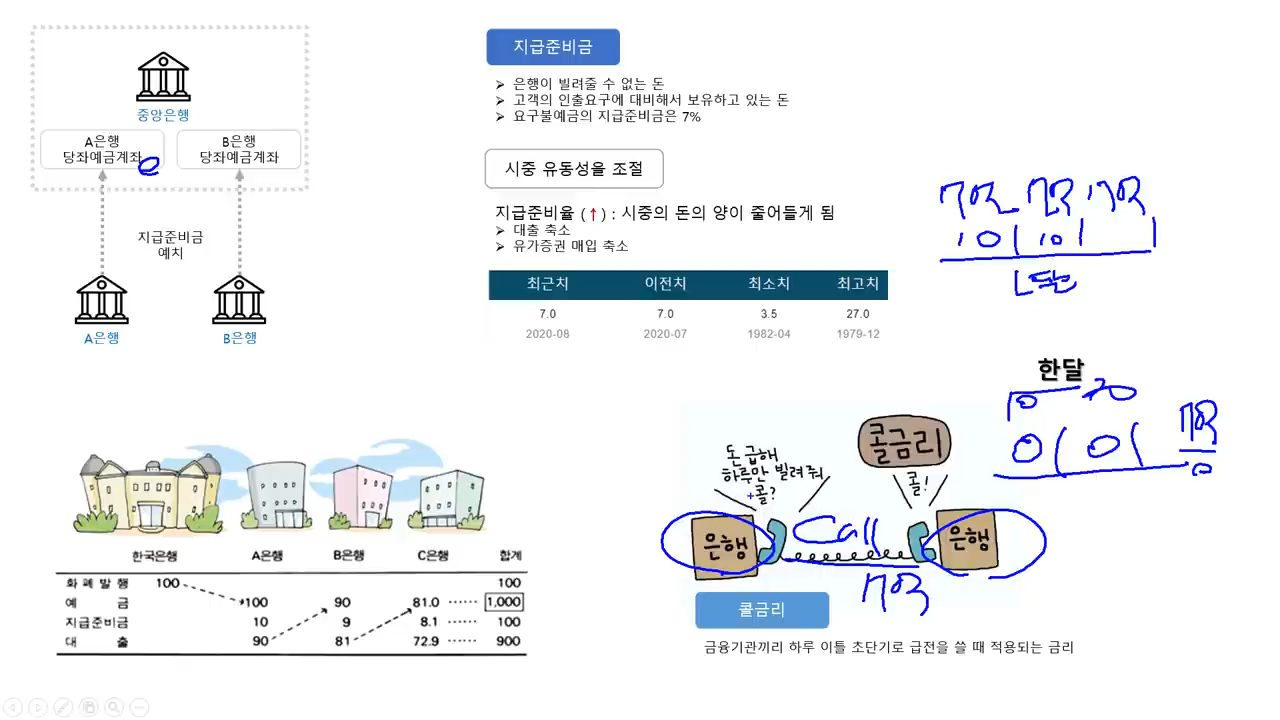 중앙은행
A은행
당좌예금계좌
B은행
당좌예금계좌
지급준비금
예치
A은행
B은행
지급준비금
➢ 은행이 빌려줄 수 없는 돈
➢ 고객의 인출요구에 대비해서 보유하고 있는 돈
➢ 요구불예금의 지급준비금은 7%
시중 유동성을 조절
지급준비율 (↑) : 시중의 돈의 양이 줄어들게 됨
➢ 대출 축소
➢ 유가증권 매입 축소
최근치 이전치 최소치 최고치
7.0 7.0 3.5 27.0
2020-08 2020-07 1982-04 1979-12
한국은행 A은행 B은행 C은행 합계
화폐발행 100 100
예금 100 90 81.0 ······ 1,000
지급준비금 10 9 8.1 ······ 100
대출 90 81 72.9 ······ 900
한달
돈 급해
하루만 빌려줘
콜?
콜금리
콜!
은행
Call
은행
콜금리
금융기관끼리 하루 이틀 초단기로 급전을 쓸 때 적용되는 금리